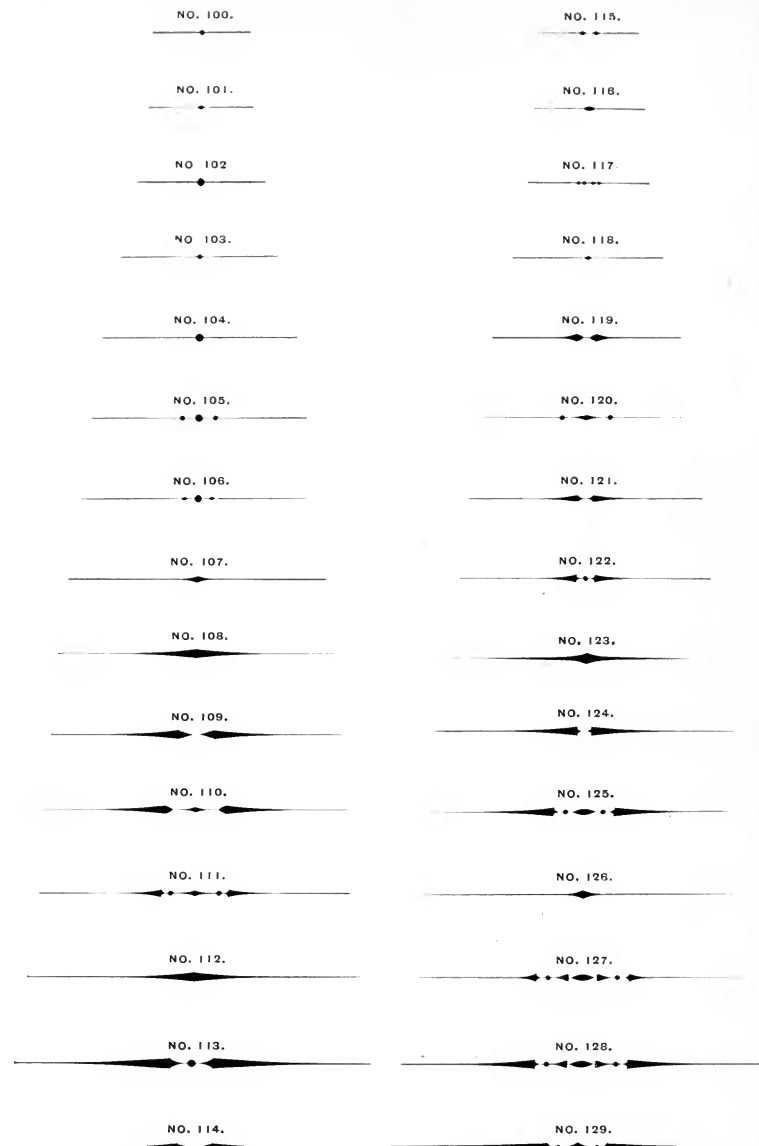 NO. 100.
NO. 101.
NO 102
NO 103.
NO. 104.
NO. 105.
NO. 106.
NO. 107.
NO. 108.
NO. 109.
NO. 110.
NO. 111.
NO. 112.
NO. 113.
NO. 114.
NO. 115.
NO. 116.
NO. 117.
NO. 118.
NO. 119.
NO. 120.
NO. 121.
NO. 122.
NO. 123.
NO. 124.
NO. 125.
NO. 126.
NO. 127.
NO. 128.
NO. 129.